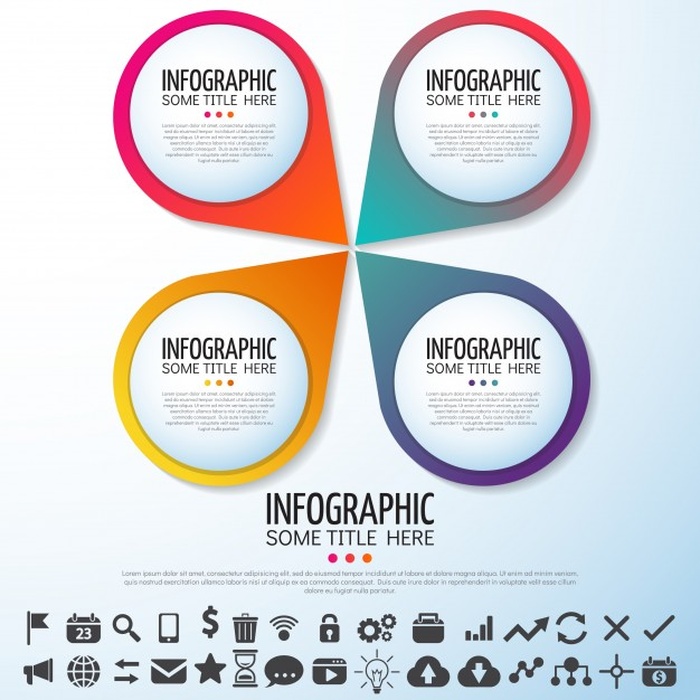 INFOGRAPHIC
SOME TITLE HERE
Lorem ipsum dolor sit amet, consectetur adipiscing elit,
sed do eiusmod tempor incididunt ut labore et dolore
magna aliqua. Ut enim ad minim veniam, quis nostrud
exercitation ullamco laboris nisi ut aliquip ex ea
commodo consequat. Duis aute irure dolor in
reprehenderit in voluptate velit esse cillum dolore eu
fugiat nulla pariatur.
INFOGRAPHIC
SOME TITLE HERE
Lorem ipsum dolor sit amet, consectetur adipiscing elit,
sed do eiusmod tempor incididunt ut labore et dolore
magna aliqua. Ut enim ad minim veniam, quis nostrud
exercitation ullamco laboris nisi ut aliquip ex ea
commodo consequat. Duis aute irure dolor in
reprehenderit in voluptate velit esse cillum dolore eu
fugiat nulla pariatur.
INFOGRAPHIC
SOME TITLE HERE
Lorem ipsum dolor sit amet, consectetur adipiscing elit,
sed do eiusmod tempor incididunt ut labore et dolore
magna aliqua. Ut enim ad minim veniam, quis nostrud
exercitation ullamco laboris nisi ut aliquip ex ea
commodo consequat. Duis aute irure dolor in
reprehenderit in voluptate velit esse cillum dolore eu
fugiat nulla pariatur.
INFOGRAPHIC
SOME TITLE HERE
Lorem ipsum dolor sit amet, consectetur adipiscing elit,
sed do eiusmod tempor incididunt ut labore et dolore
magna aliqua. Ut enim ad minim veniam, quis nostrud
exercitation ullamco laboris nisi ut aliquip ex ea
commodo consequat. Duis aute irure dolor in
reprehenderit in voluptate velit esse cillum dolore eu
fugiat nulla pariatur.
INFOGRAPHIC
SOME TITLE HERE
Lorem ipsum dolor sit amet, consectetur adipiscing elit, sed do eiusmod tempor incididunt ut labore et dolore magna aliqua. Ut enim ad minim veniam, quis
nostrud exercitation ullamco laboris nisi ut aliquip ex ea commodo consequat. Duis aute irure dolor in reprehenderit in voluptate velit esse cillum
dolore eu fugiat nulla pariatur.
$
23
$